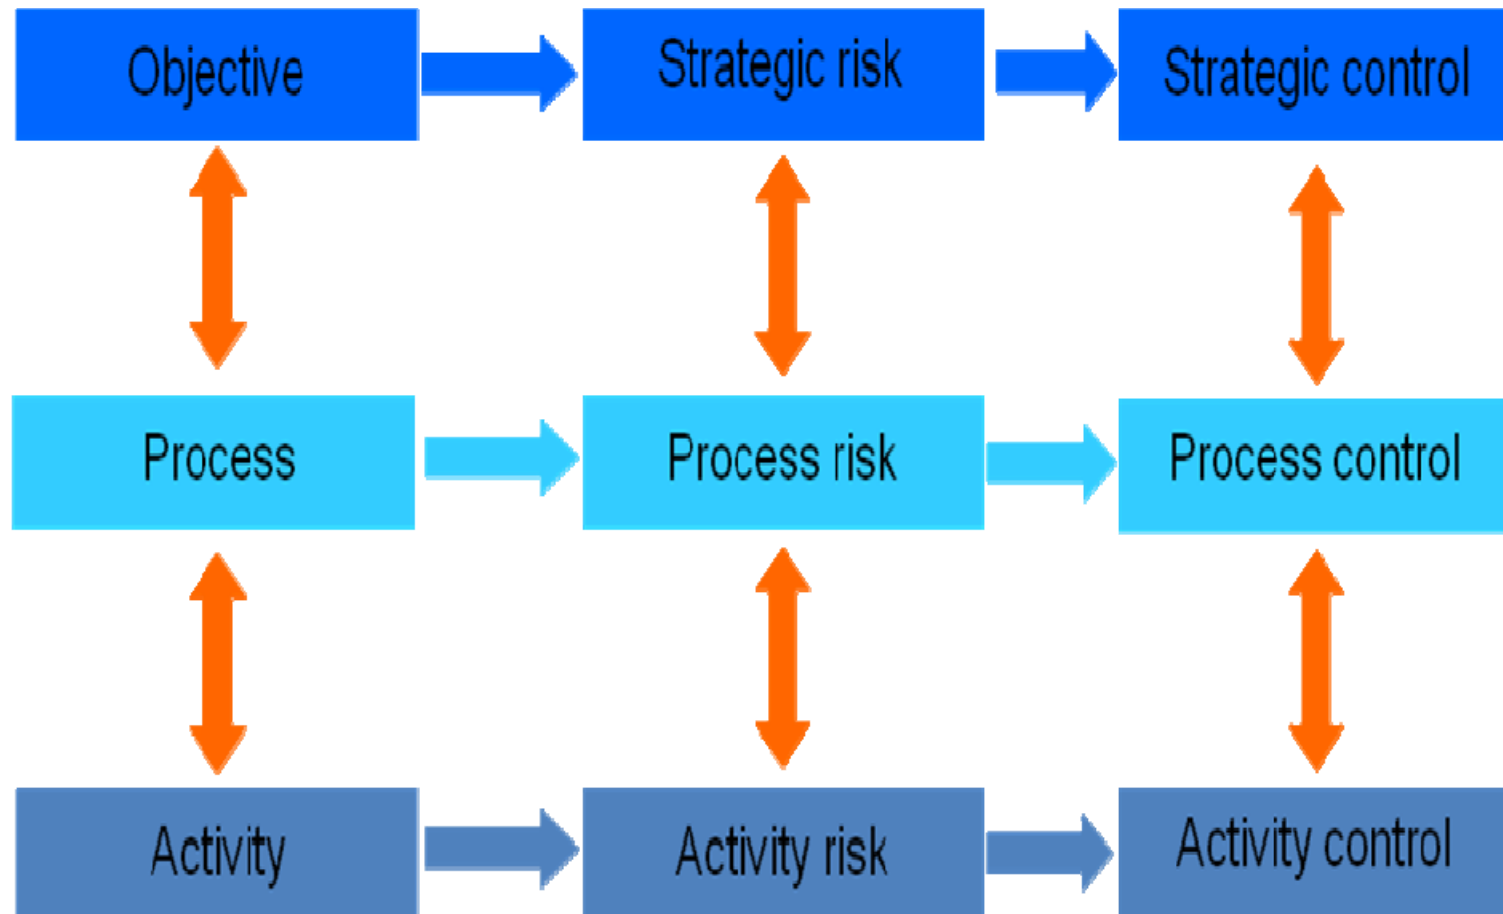 Objective
Strategic risk
Strategic control
Process
Process risk
Process control
Activity
Activity risk
Activity control